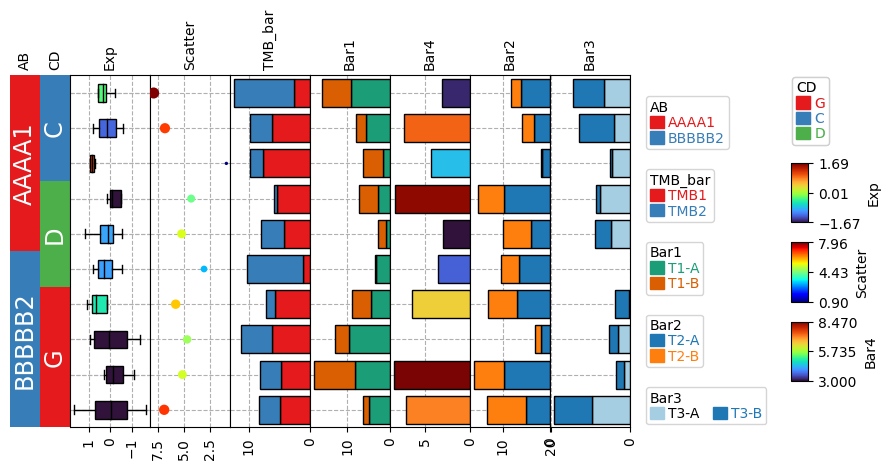 AB CD Exp Scatter TMB_bar Bar1 Bar4 Bar2 Bar3
AAAA1 BBBBB2
C D G
1 0 −1 7.5 5.0 2.5 10 0 10 0 5 0 10 0 20 0
AB
AAAA1
BBBBB2
TMB_bar
TMB1
TMB2
Bar1
T1-A
T1-B
Bar2
T2-A
T2-B
Bar3
T3-A T3-B
CD
G
C
D
1.69
0.01
−1.67
Exp
7.96
4.43
0.90
Scatter
8.470
5.735
3.000
Bar4